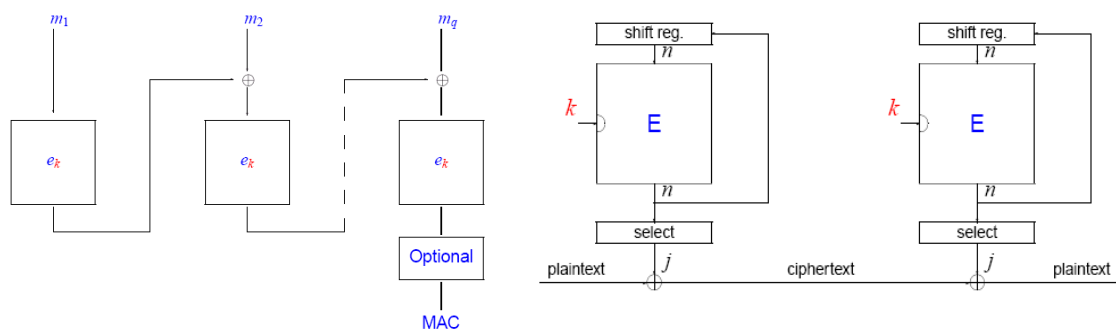 m1 m2 mq
ek ek ek
Optional
MAC
shift reg. shift reg.
n n
k E k E
n n
select select
j j
plaintext ciphertext plaintext